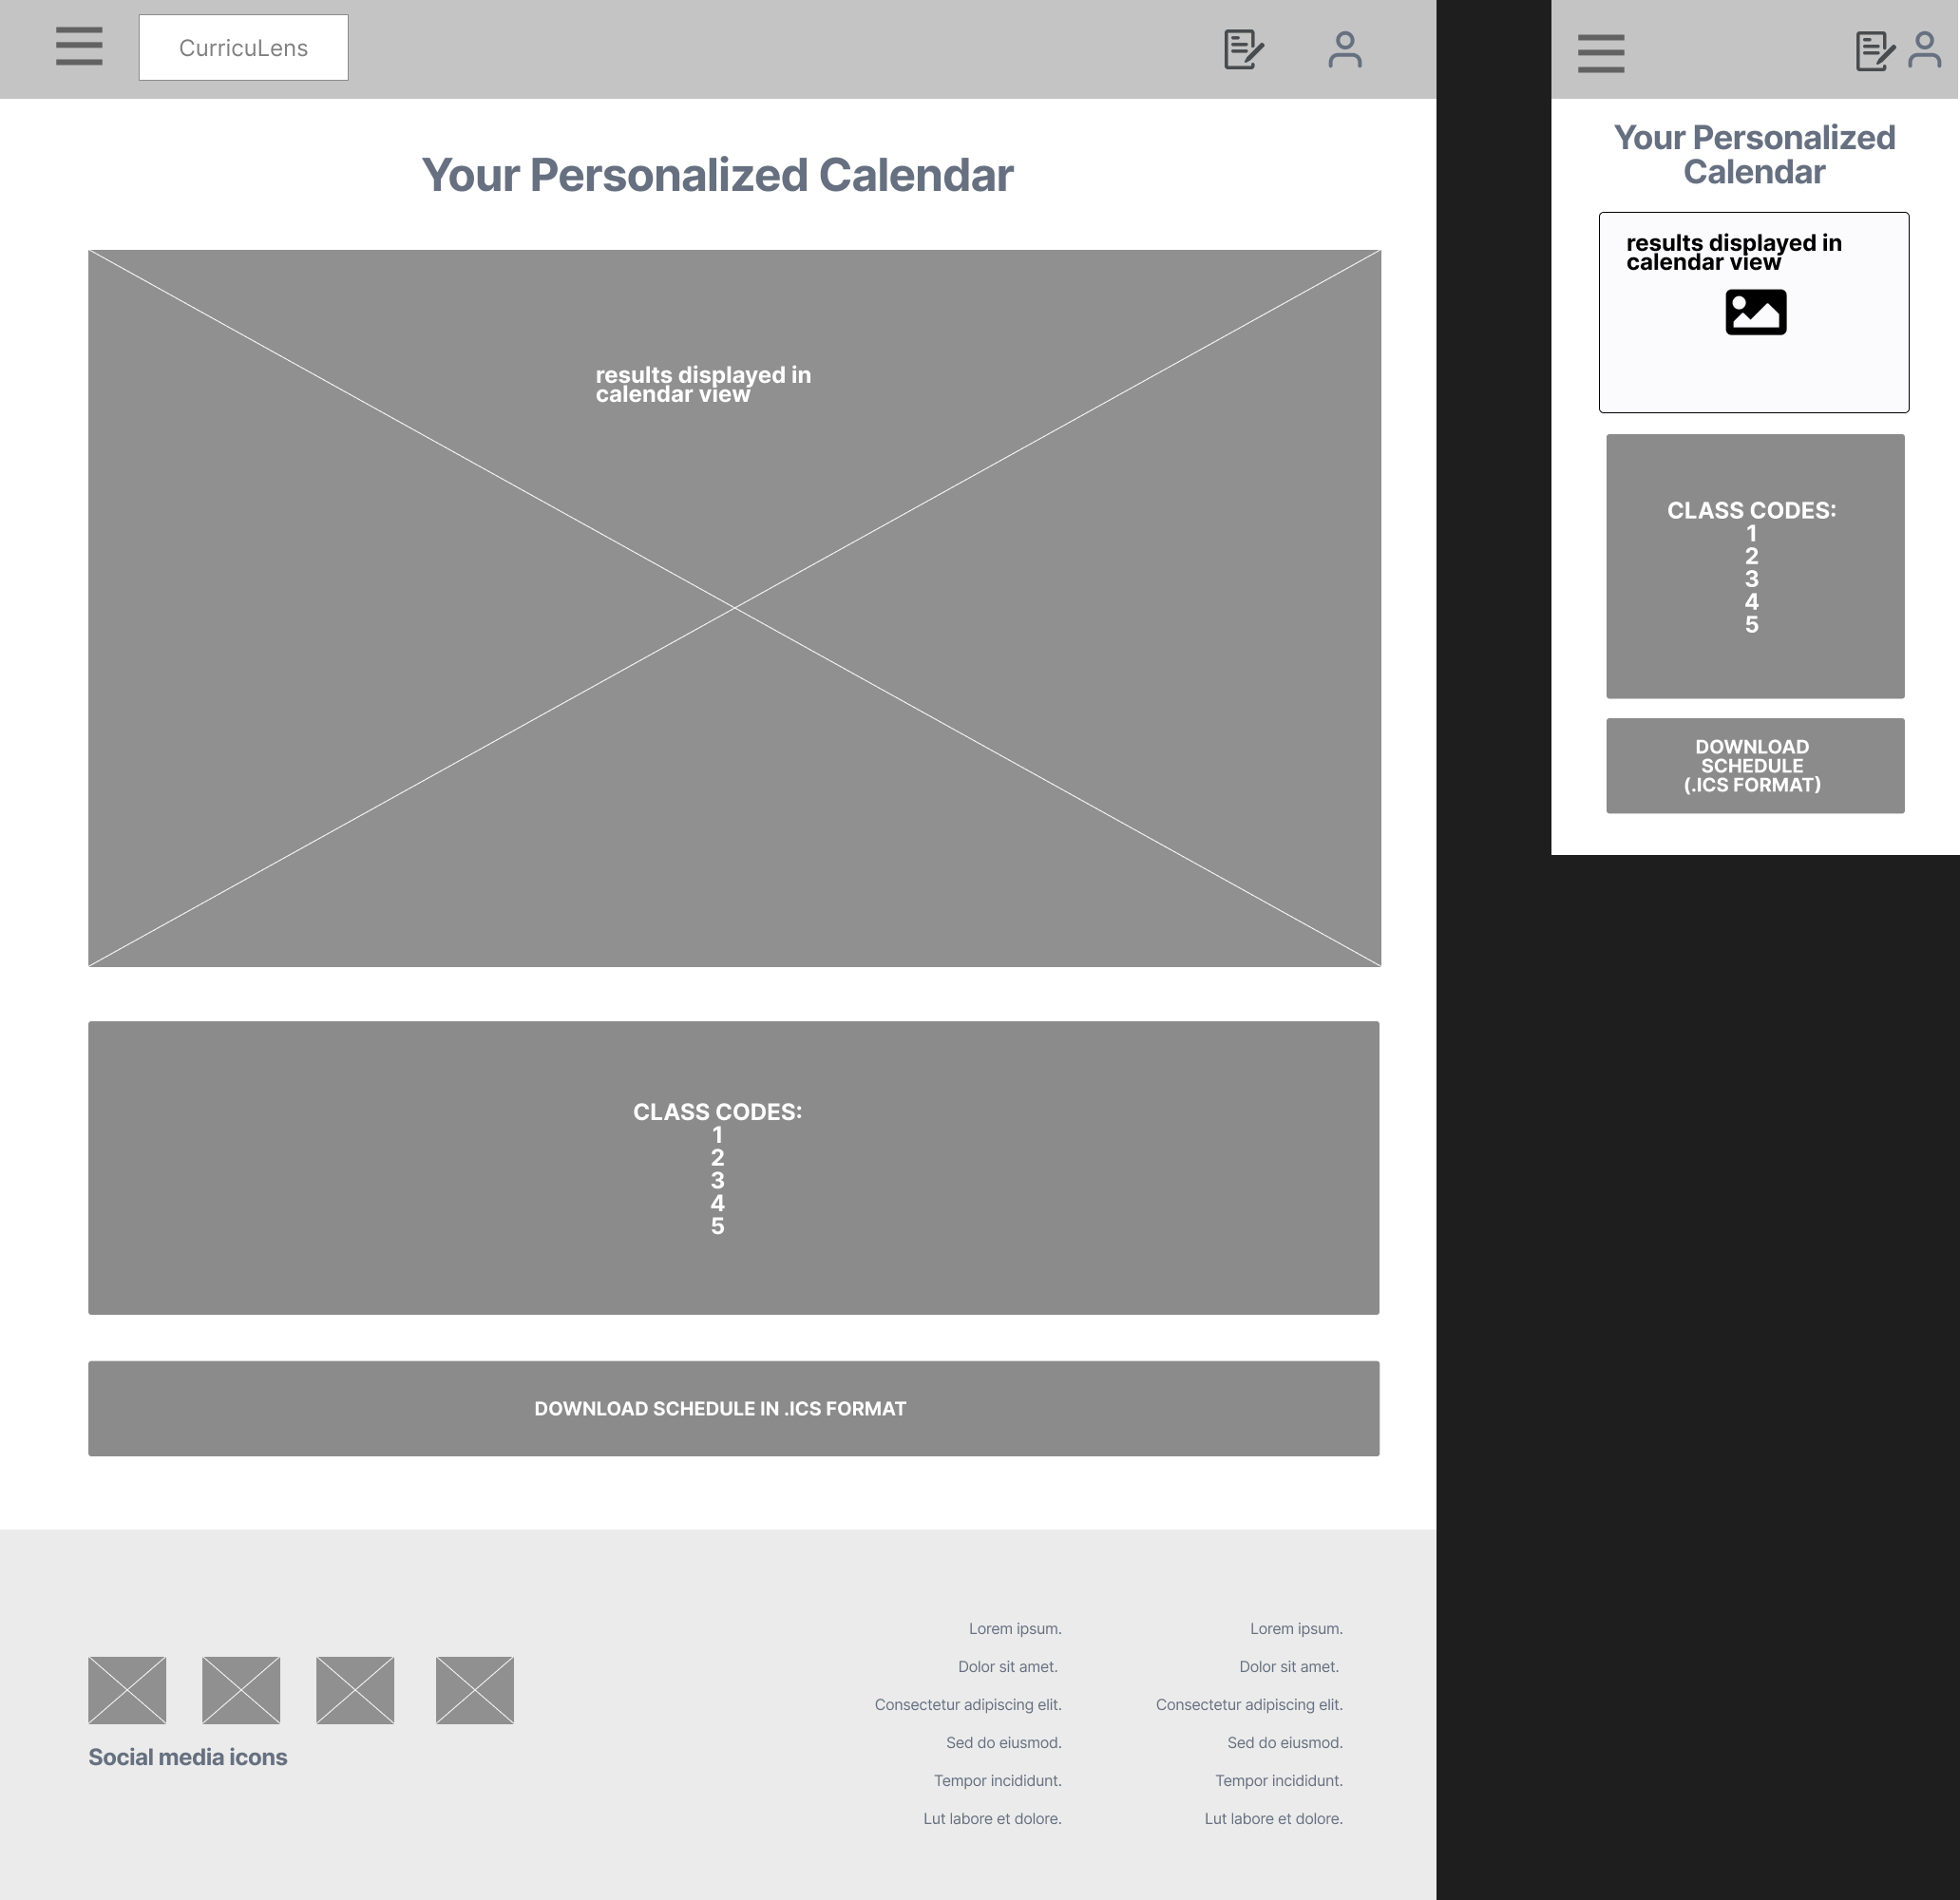 CurricuLens
Your Personalized Calendar
results displayed in
calendar view
CLASS CODES:
1
2
3
4
5
DOWNLOAD SCHEDULE IN .ICS FORMAT
Social media icons
Lorem ipsum.
Dolor sit amet.
Consectetur adipiscing elit.
Sed do eiusmod.
Tempor incididunt.
Lut labore et dolore.
Lorem ipsum.
Dolor sit amet.
Consectetur adipiscing elit.
Sed do eiusmod.
Tempor incididunt.
Lut labore et dolore.
Your Personalized
Calendar
results displayed in
calendar view
CLASS CODES:
1
2
3
4
5
DOWNLOAD
SCHEDULE
(.ICS FORMAT)